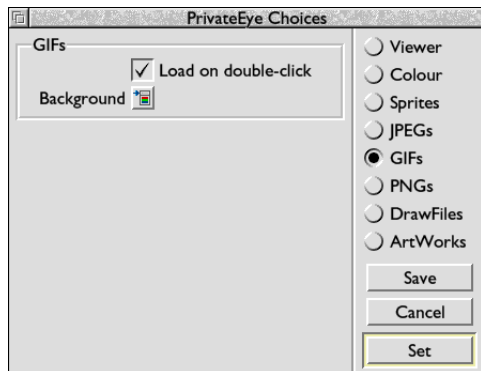 PrivateEye Choices
GIFs
Load on double-click
Background
Viewer
Colour
Sprites
JPEGs
GIFs
PNGs
DrawFiles
ArtWorks
Save
Cancel
Set